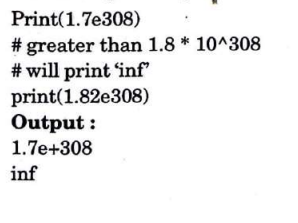 Print(1.7e308)
# greater than 1.8 * 10^308
# will print ‘inf’
print(1.82e308)
Output :
1.7e+308
inf